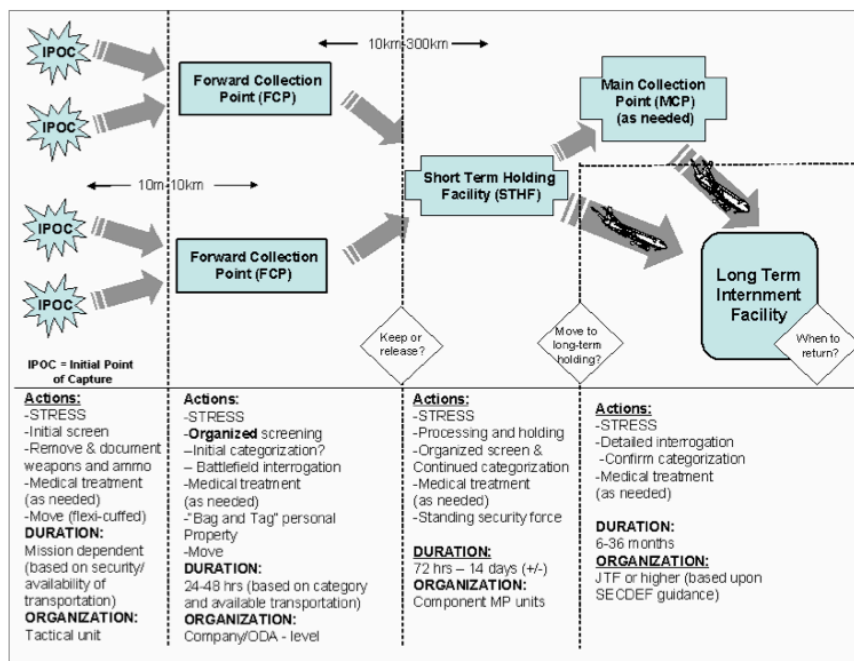 IPOC
IPOC
IPOC
IPOC
10km-300km
10m-10km
Forward Collection
Point (FCP)
Forward Collection
Point (FCP)
Short Term Holding
Facility (STHF)
Main Collection
Point (MCP)
(as needed)
Long Term
Internment
Facility
Keep or
release?
Move to
long-term
holding?
When to
return?
IPOC = Initial Point
of Capture
Actions:
-STRESS
-Initial screen
-Remove & document
weapons and ammo
-Medical treatment
(as needed)
-Move (flexi-cuffed)
DURATION:
Mission dependent
(based on security/
availability of
transportation)
ORGANIZATION:
Tactical unit
Actions:
-STRESS
-Organized screening
–Initial categorization?
– Battlefield interrogation
-Medical treatment
(as needed)
-"Bag and Tag" personal
Property
-Move
DURATION:
24-48 hrs (based on category
and available transportation)
ORGANIZATION:
Company/ODA - level
Actions:
-STRESS
-Processing and holding
-Organized screen &
Continued categorization
-Medical treatment
(as needed)
-Standing security force
DURATION:
72 hrs – 14 days (+/-)
ORGANIZATION:
Component MP units
Actions:
-STRESS
-Detailed interrogation
-Confirm categorization
-Medical treatment
(as needed)
DURATION:
6-36 months
ORGANIZATION:
JTF or higher (based upon
SECDEF guidance)